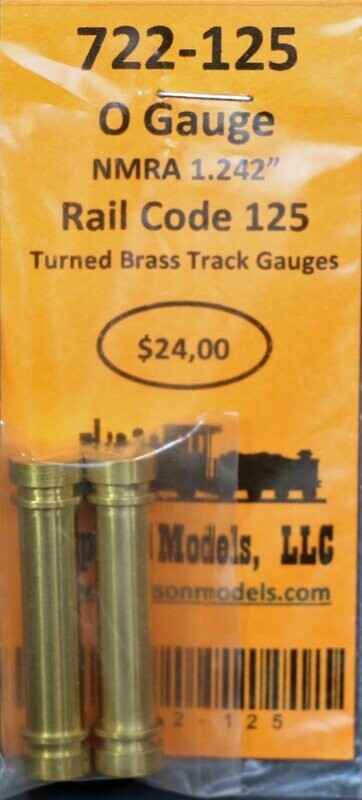 722-125
O Gauge
NMRA 1.242”
Rail Code 125
Turned Brass Track Gauges
$24,00
Models, LLC
sonmodels.com
2-125